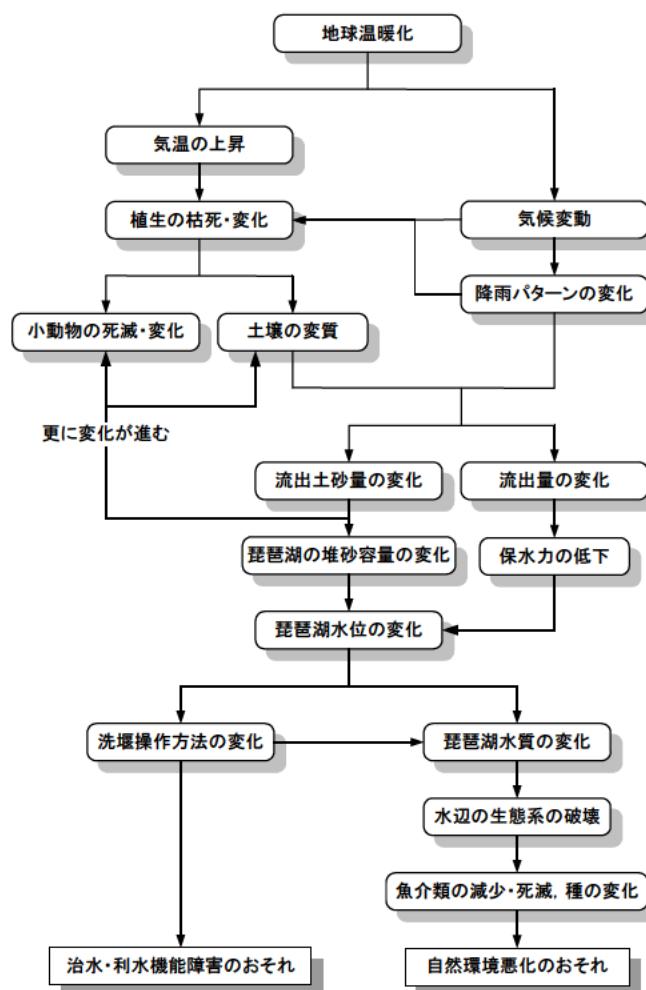 地球温暖化
気温の上昇
植生の枯死・変化
気候変動
降雨パターンの変化
小動物の死滅・変化
土壌の変質
更に変化が進む
流出土砂量の変化
流出量の変化
琵琶湖の堆砂容量の変化
保水力の低下
琵琶湖水位の変化
洗堰操作方法の変化
琵琶湖水質の変化
水辺の生態系の破壊
魚介類の減少・死滅，種の変化
治水・利水機能障害のおそれ
自然環境悪化のおそれ